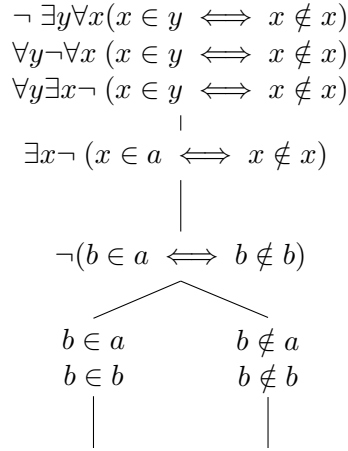 ¬ ∃y∀x(x ∈ y ⟺ x ∉ x)
∀y¬∀x (x ∈ y ⟺ x ∉ x)
∀y∃x¬ (x ∈ y ⟺ x ∉ x)
∃x¬ (x ∈ a ⟺ x ∉ x)
¬(b ∈ a ⟺ b ∉ b)
b ∈ a b ∉ a
b ∈ b b ∉ b